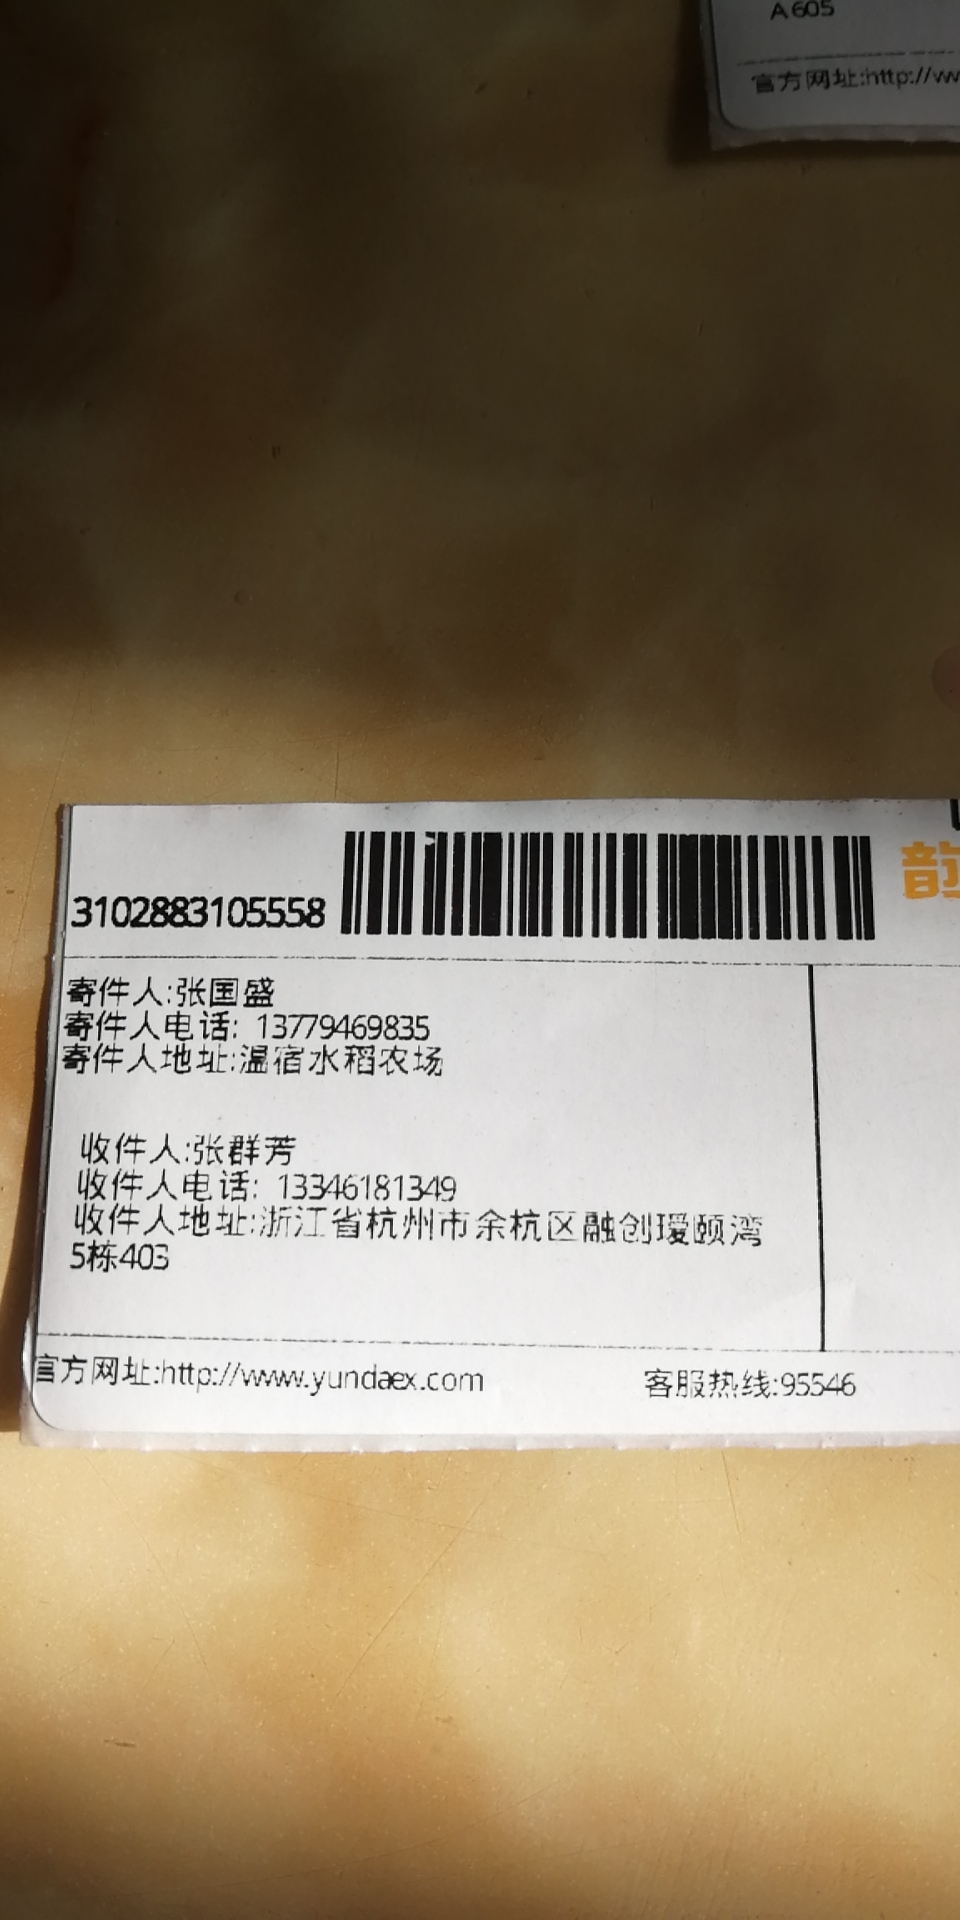 A605
官方网址:http://ww
3102883105558
韵
寄件人:张国盛
寄件人电话: 13779469835
寄件人地址:温宿水稻农场
收件人:张群芳
收件人电话: 13346181349
收件人地址:浙江省杭州市余杭区融创瑷颐湾
5栋403
官方网址:http://www.yundaex.com
客服热线:95546